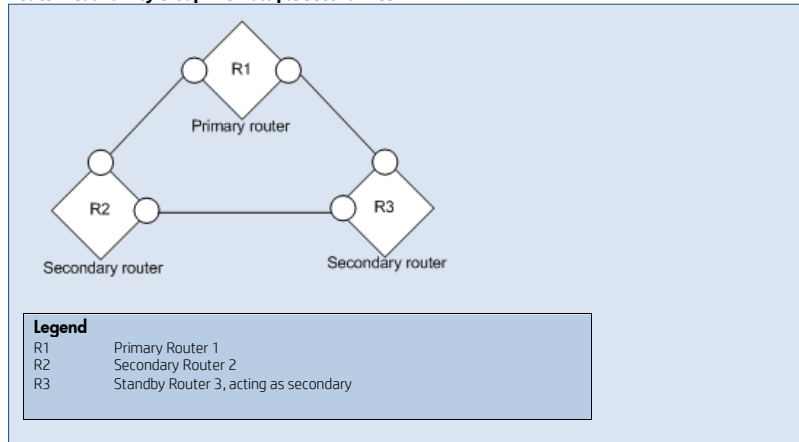 R1
Primary router
R2
R3
Secondary router
Secondary router
Legend
R1 Primary Router 1
R2 Secondary Router 2
R3 Standby Router 3, acting as secondary